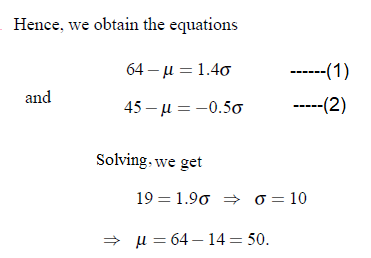 Hence, we obtain the equations
64 − μ = 1.4σ ------(1)
and
45 − μ = −0.5σ -----(2)
Solving, we get
19 = 1.9σ ⇒ σ = 10
⇒ μ = 64 − 14 = 50.